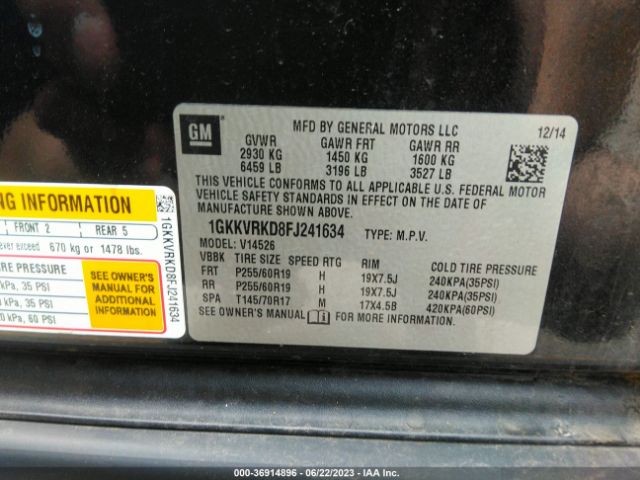 GM
MFD BY GENERAL MOTORS LLC 12/14
GVWR GAWR FRT GAWR RR
2930 KG 1450 KG 1600 KG
6459 LB 3196 LB 3527 LB
THIS VEHICLE CONFORMS TO ALL APPLICABLE U.S. FEDERAL MOTOR
VEHICLE SAFETY STANDARDS IN EFFECT ON THE DATE OF
MANUFACTURE SHOWN ABOVE.
1GKKVRKD8FJ241634 TYPE: M.P.V.
MODEL: V14526
VBBK TIRE SIZE SPEED RTG RIM COLD TIRE PRESSURE
FRT P255/60R19 H 19X7.5J 240KPA(35PSI)
RR P255/60R19 H 19X7.5J 240KPA(35PSI)
SPA T145/70R17 M 17X4.5B 420KPA(60PSI)
SEE OWNER'S MANUAL FOR MORE INFORMATION.
ING INFORMATION
FRONT 2 REAR 5
exceed 670 kg or 1478 lbs.
TIRE PRESSURE
35 PSI
35 PSI
60 PSI
SEE OWNER'S
MANUAL FOR
ADDITIONAL
INFORMATION
1GKKVRKD8FJ241634
000-36914896 - 06/22/2023 - IAA Inc.